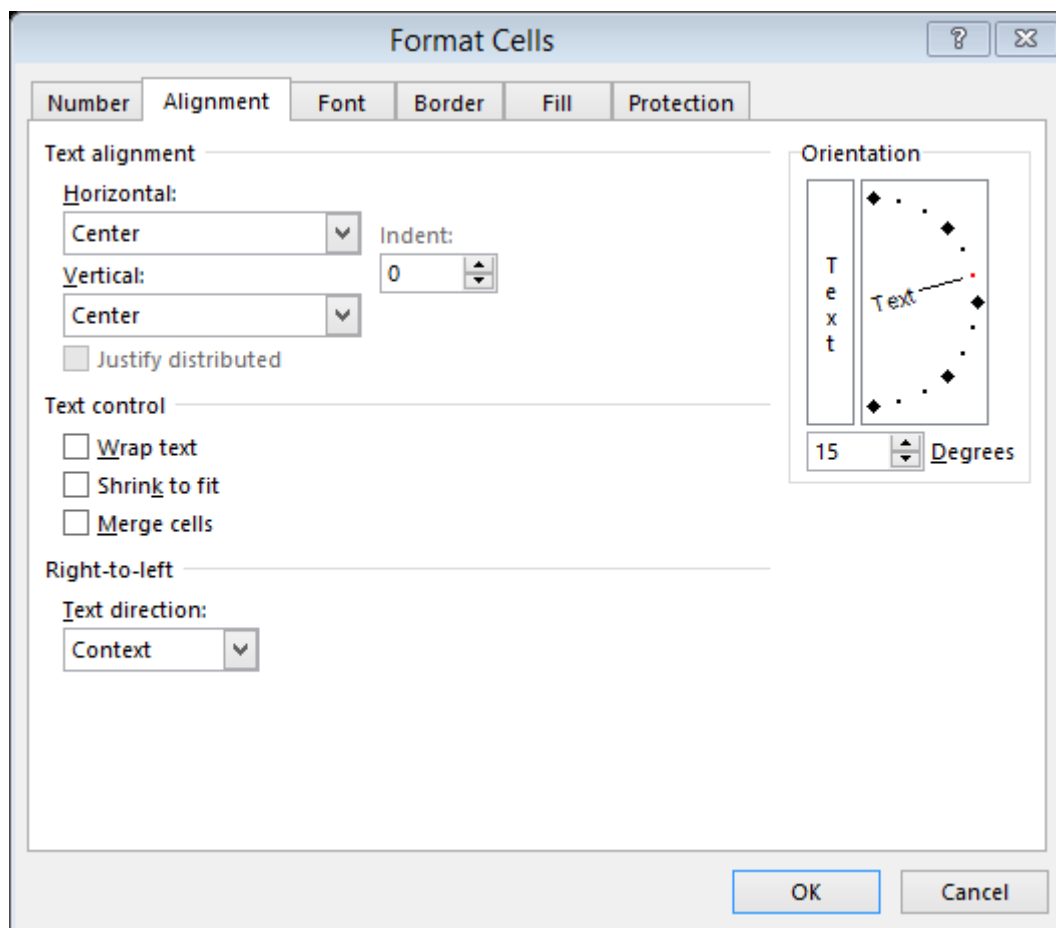 Format Cells
Number Alignment Font Border Fill Protection
Text alignment
Horizontal:
Center
Indent:
0
Vertical:
Center
Justify distributed
Text control
Wrap text
Shrink to fit
Merge cells
Right-to-left
Text direction:
Context
Orientation
T
e
x
t
Text
15 Degrees
OK Cancel